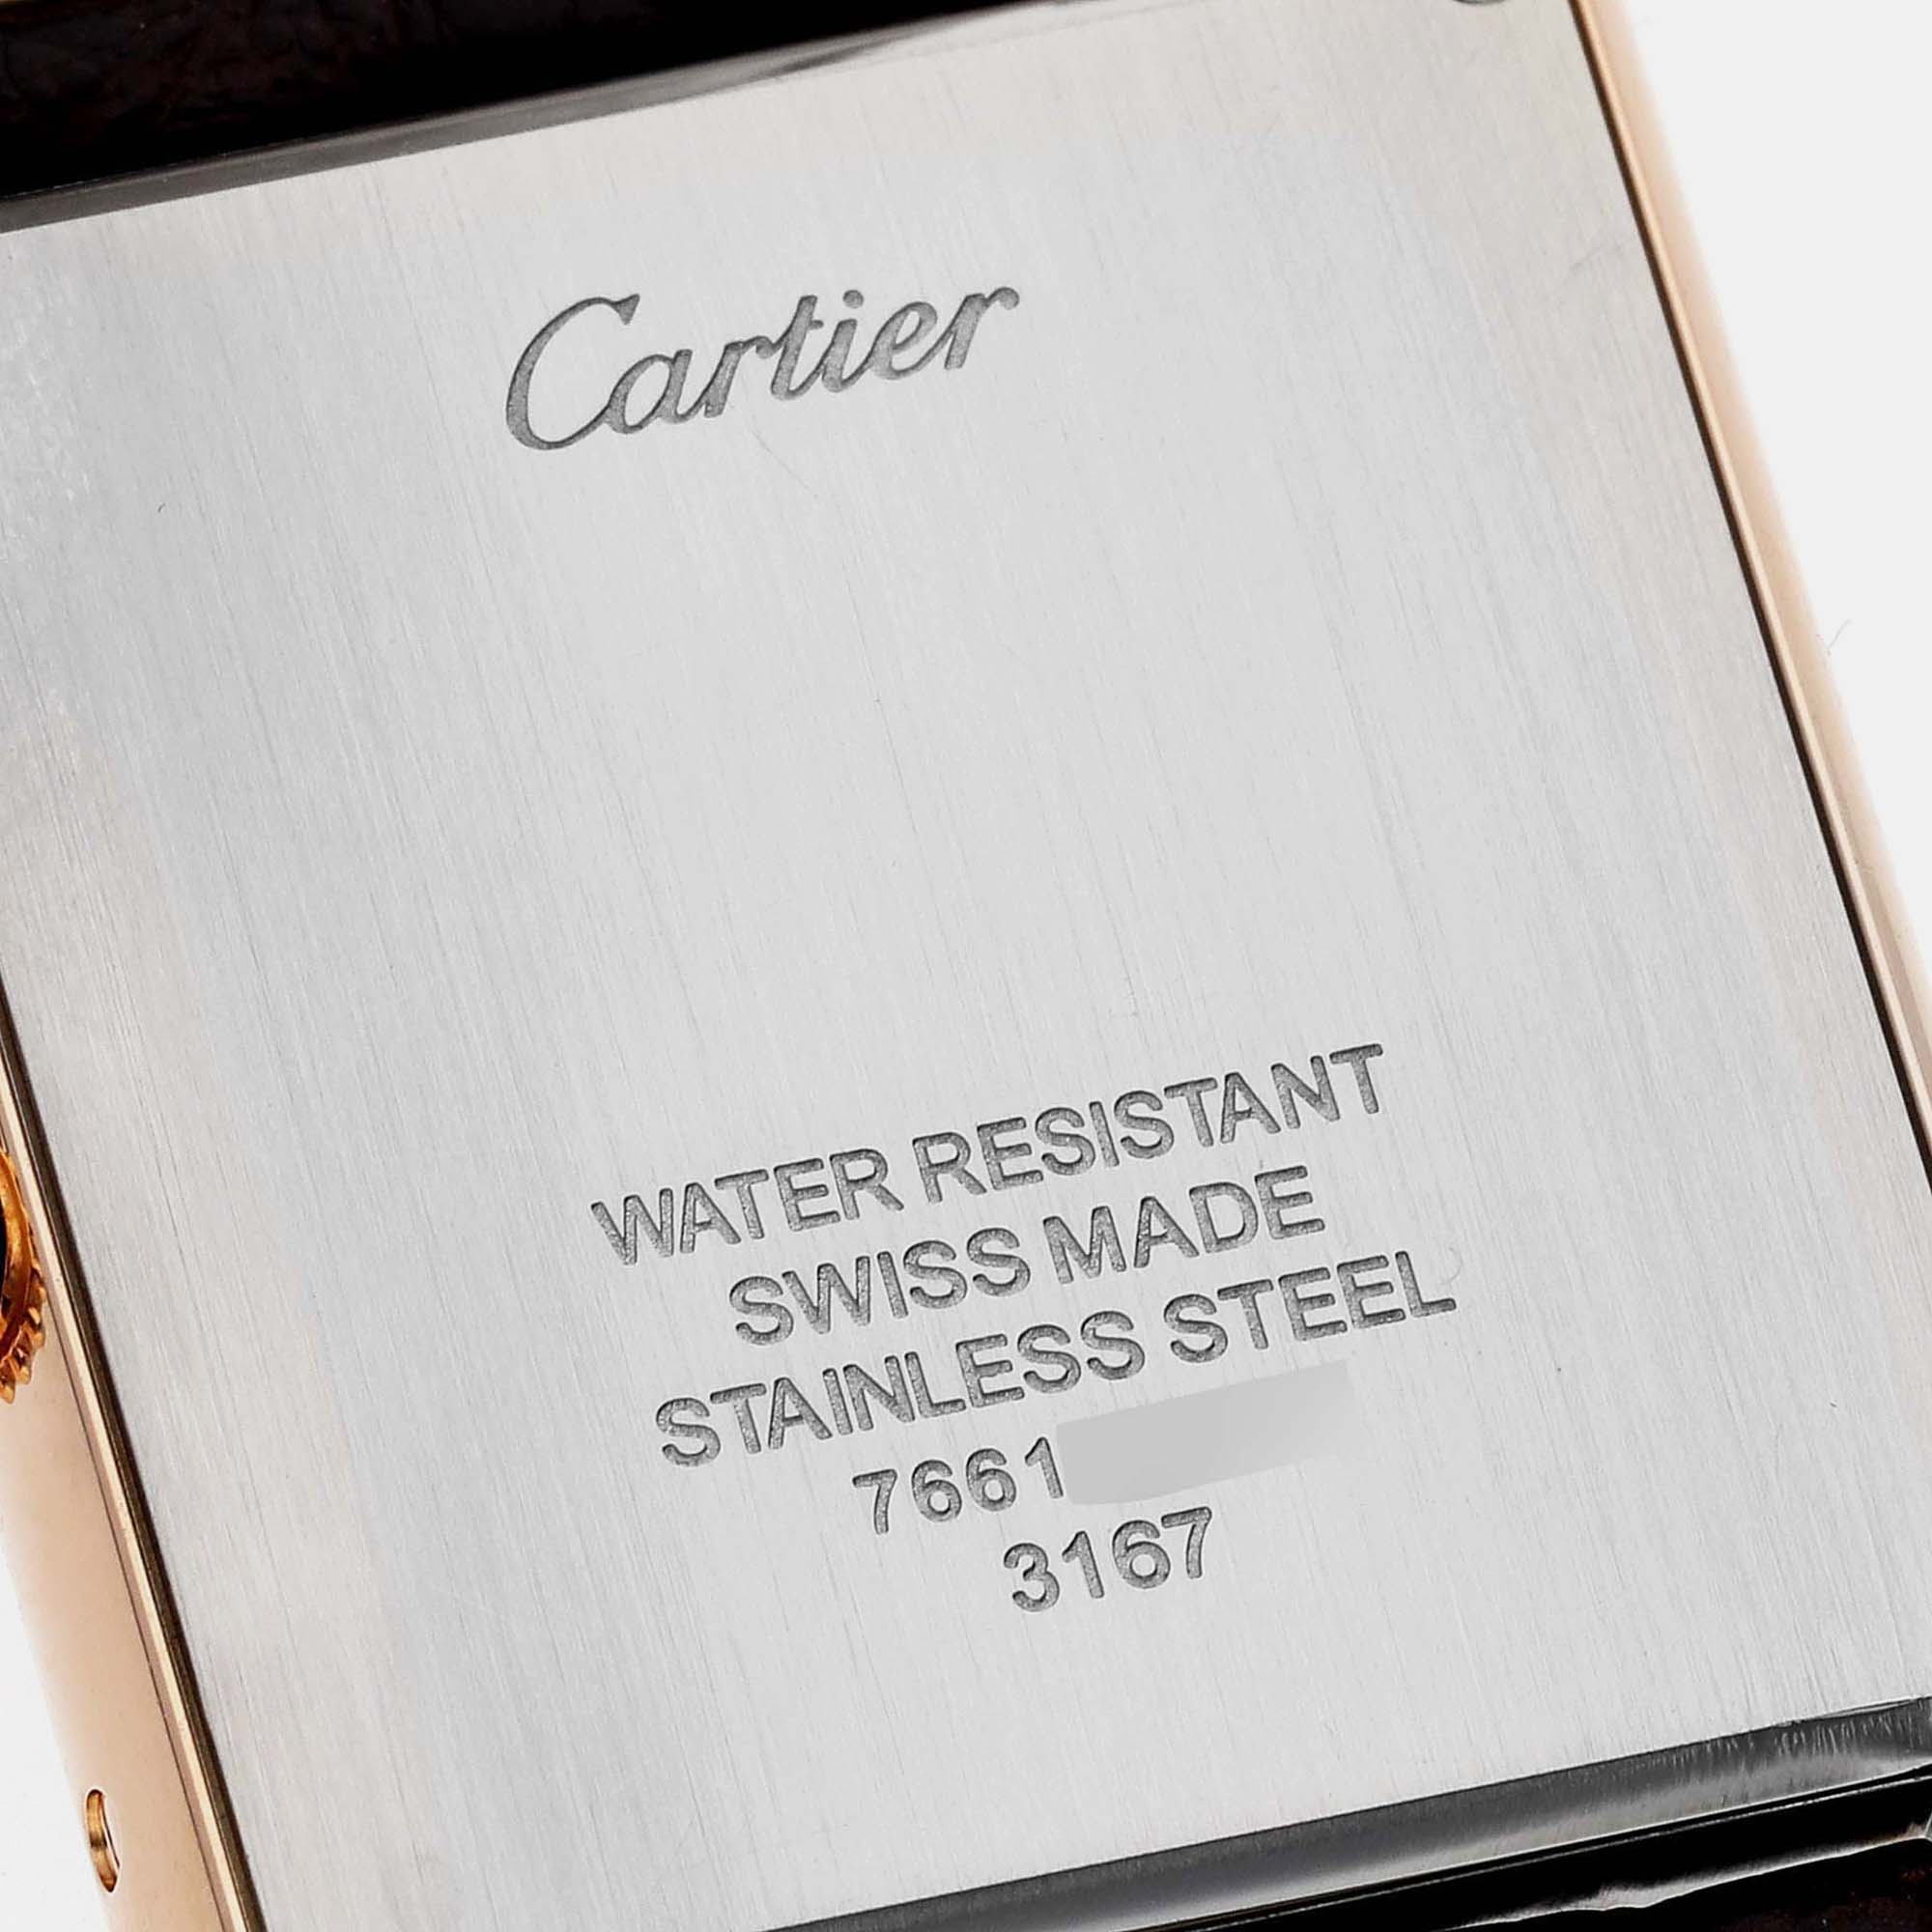 Cartier
WATER RESISTANT
SWISS MADE
STAINLESS STEEL
7661
3167